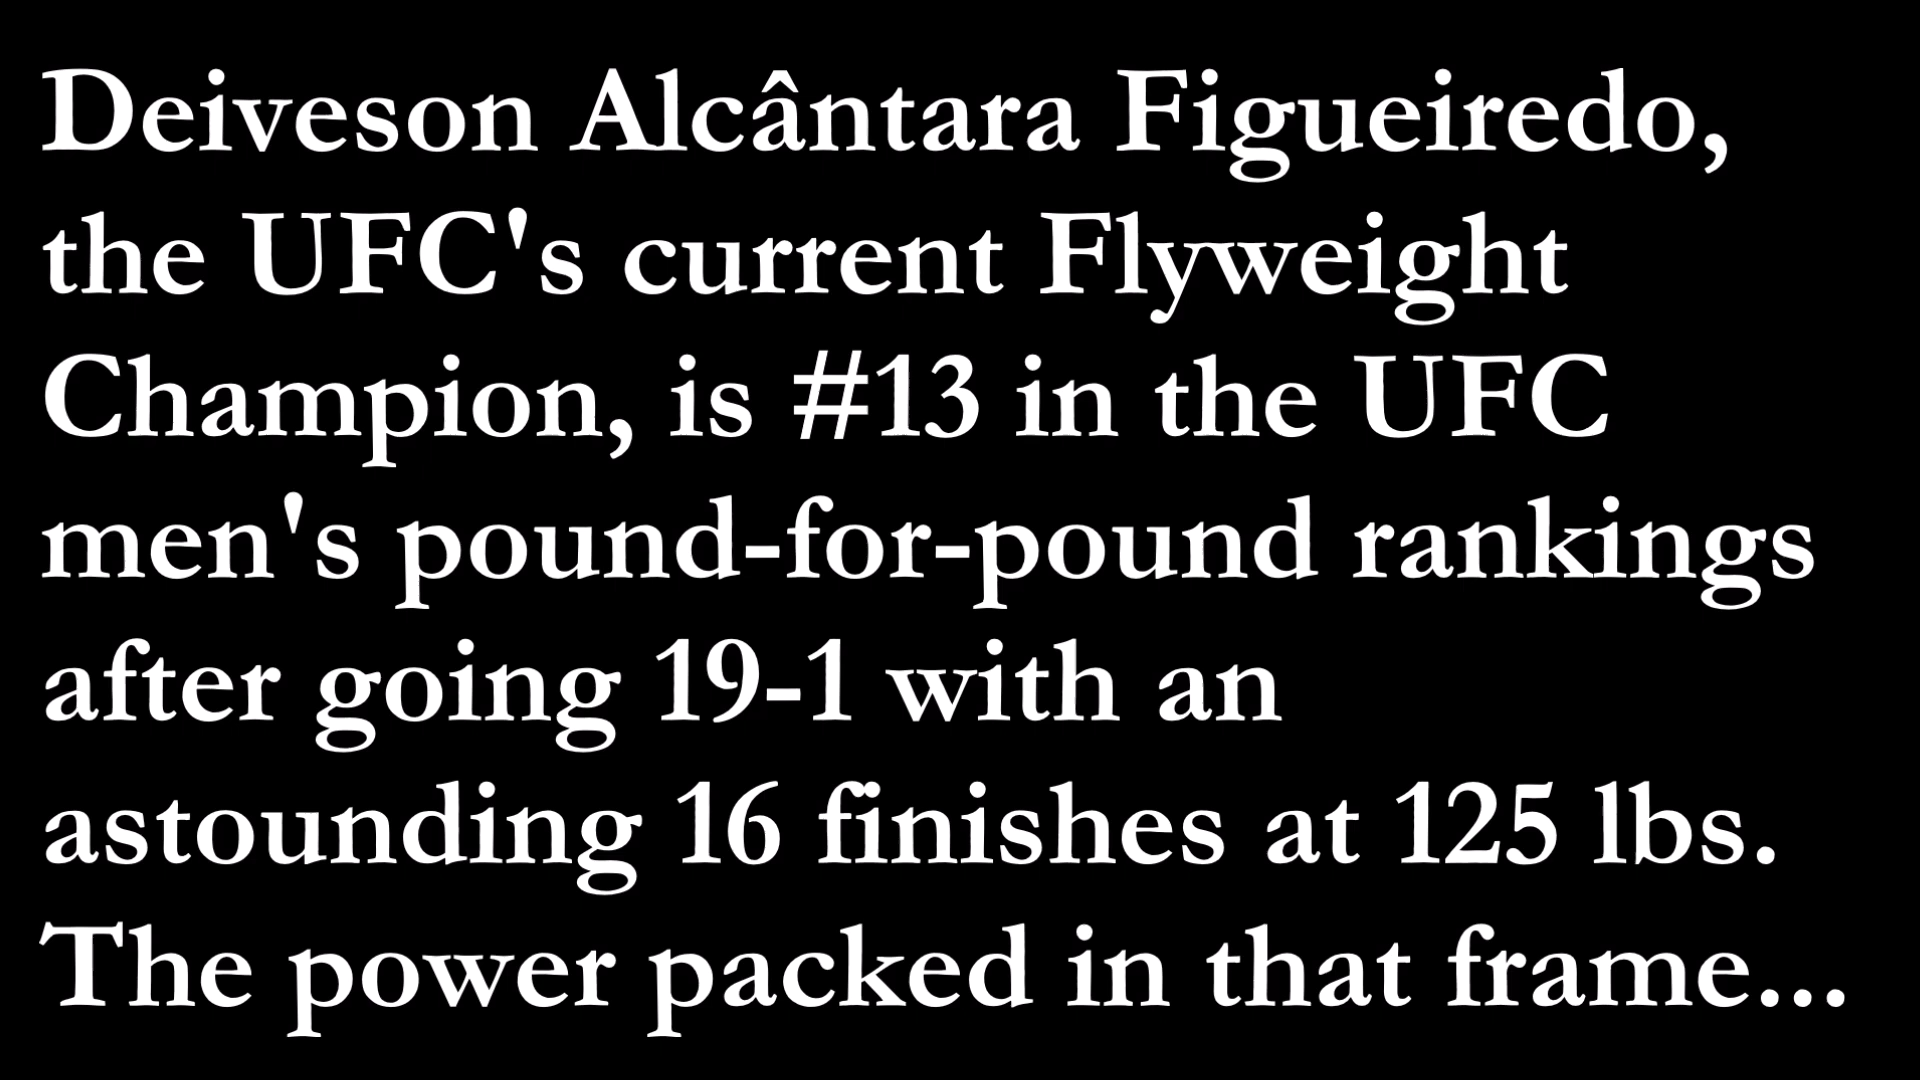 Deiveson Alcântara Figueiredo,
the UFC's current Flyweight
Champion, is #13 in the UFC
men's pound-for-pound rankings
after going 19-1 with an
astounding 16 finishes at 125 lbs.
The power packed in that frame...